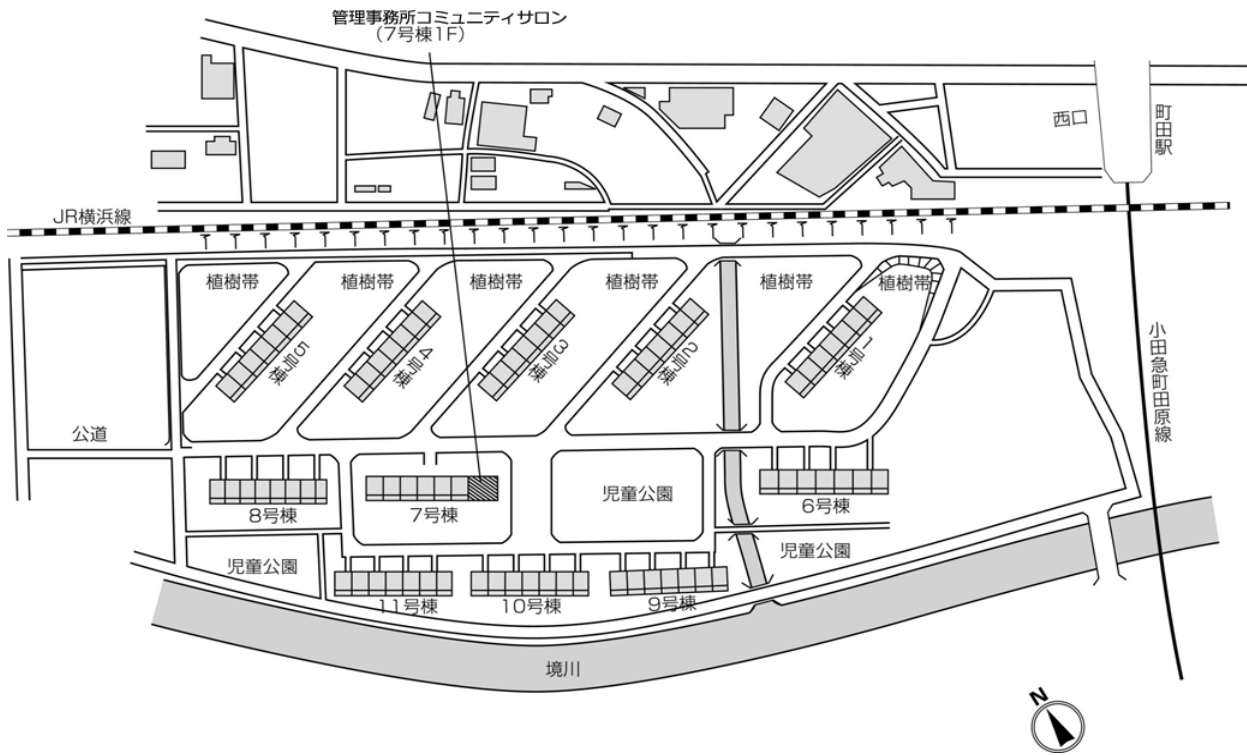 管理事務所コミュニティサロン
(7号棟1F)
西口
町田駅
JR横浜線
植樹帯
植樹帯
植樹帯
植樹帯
植樹帯
植樹帯
5号棟
4号棟
3号棟
2号棟
1号棟
小田急町田原線
公道
8号棟
7号棟
児童公園
6号棟
児童公園
児童公園
11号棟
10号棟
9号棟
境川
N